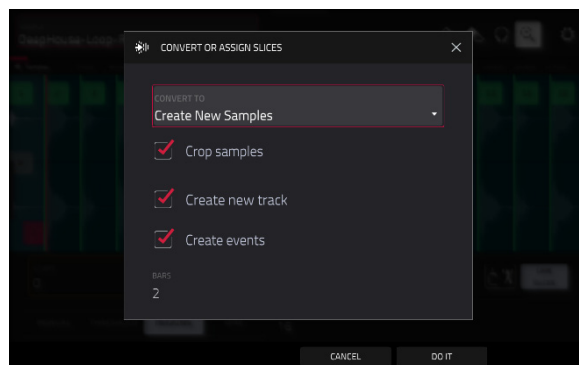 CONVERT OR ASSIGN SLICES
CONVERT TO
Create New Samples
Crop samples
Create new track
Create events
BARS
2
CANCEL
DO IT